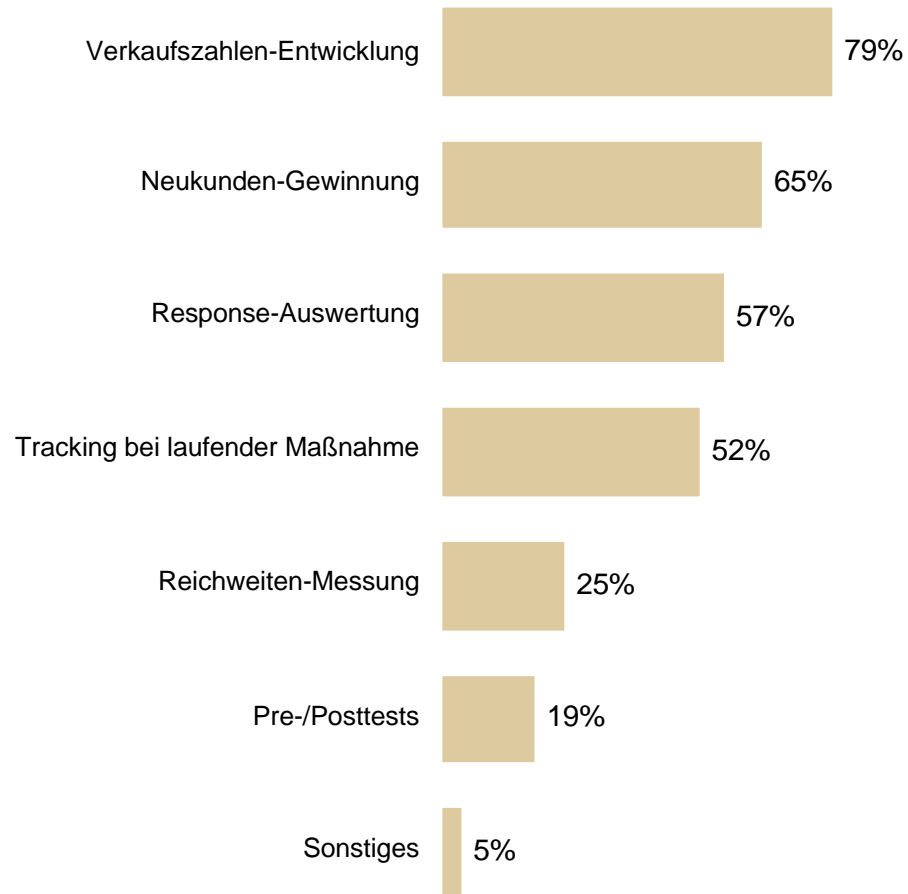 Verkaufszahlen-Entwicklung 79%
Neukunden-Gewinnung 65%
Response-Auswertung 57%
Tracking bei laufender Maßnahme 52%
Reichweiten-Messung 25%
Pre-/Posttests 19%
Sonstiges 5%